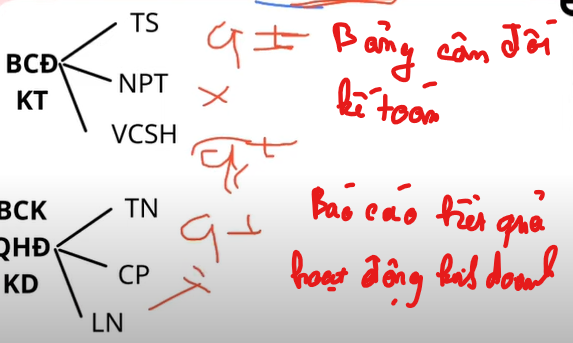 TS
BCĐ
KT
NPT
VCSH
Bảng cân đối
kế toán
BCK
QHĐ
KD
TN
CP
LN
Báo cáo kết quả
hoạt động kinh doanh